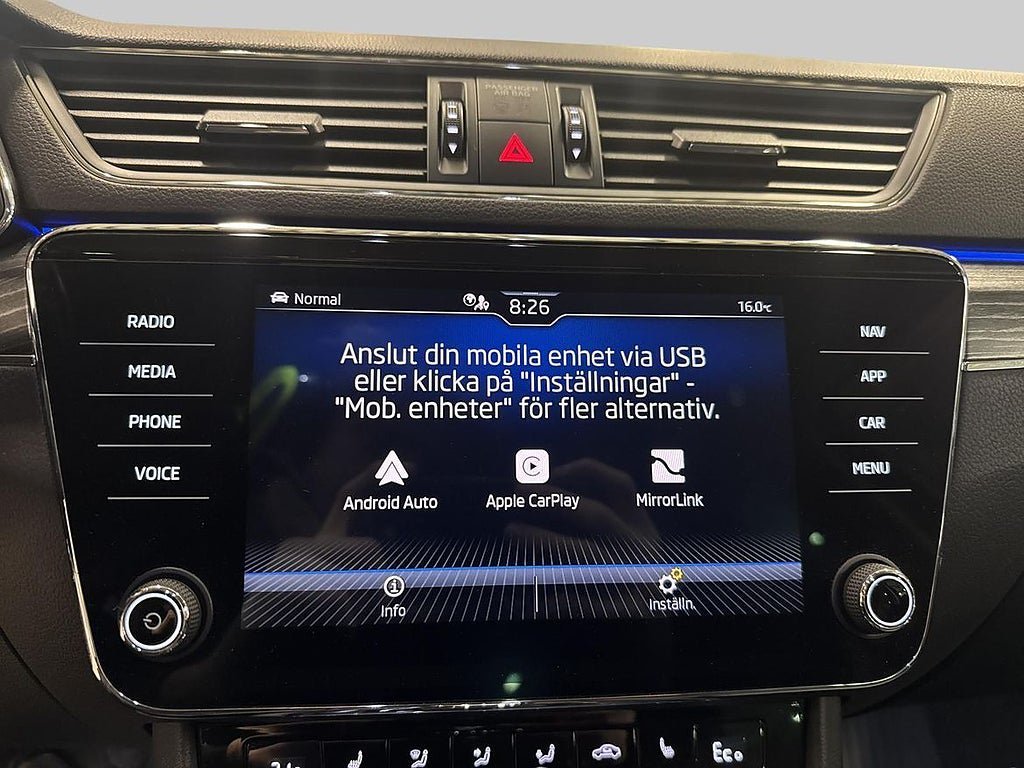 PASSENGER
AIR BAG
Normal
8:26
16.0°C
RADIO
MEDIA
PHONE
VOICE
Anslut din mobila enhet via USB
eller klicka på "Inställningar" -
"Mob. enheter" för fler alternativ.
Android Auto
Apple CarPlay
MirrorLink
Info
Inställn.
NAV
APP
CAR
MENU
Eco